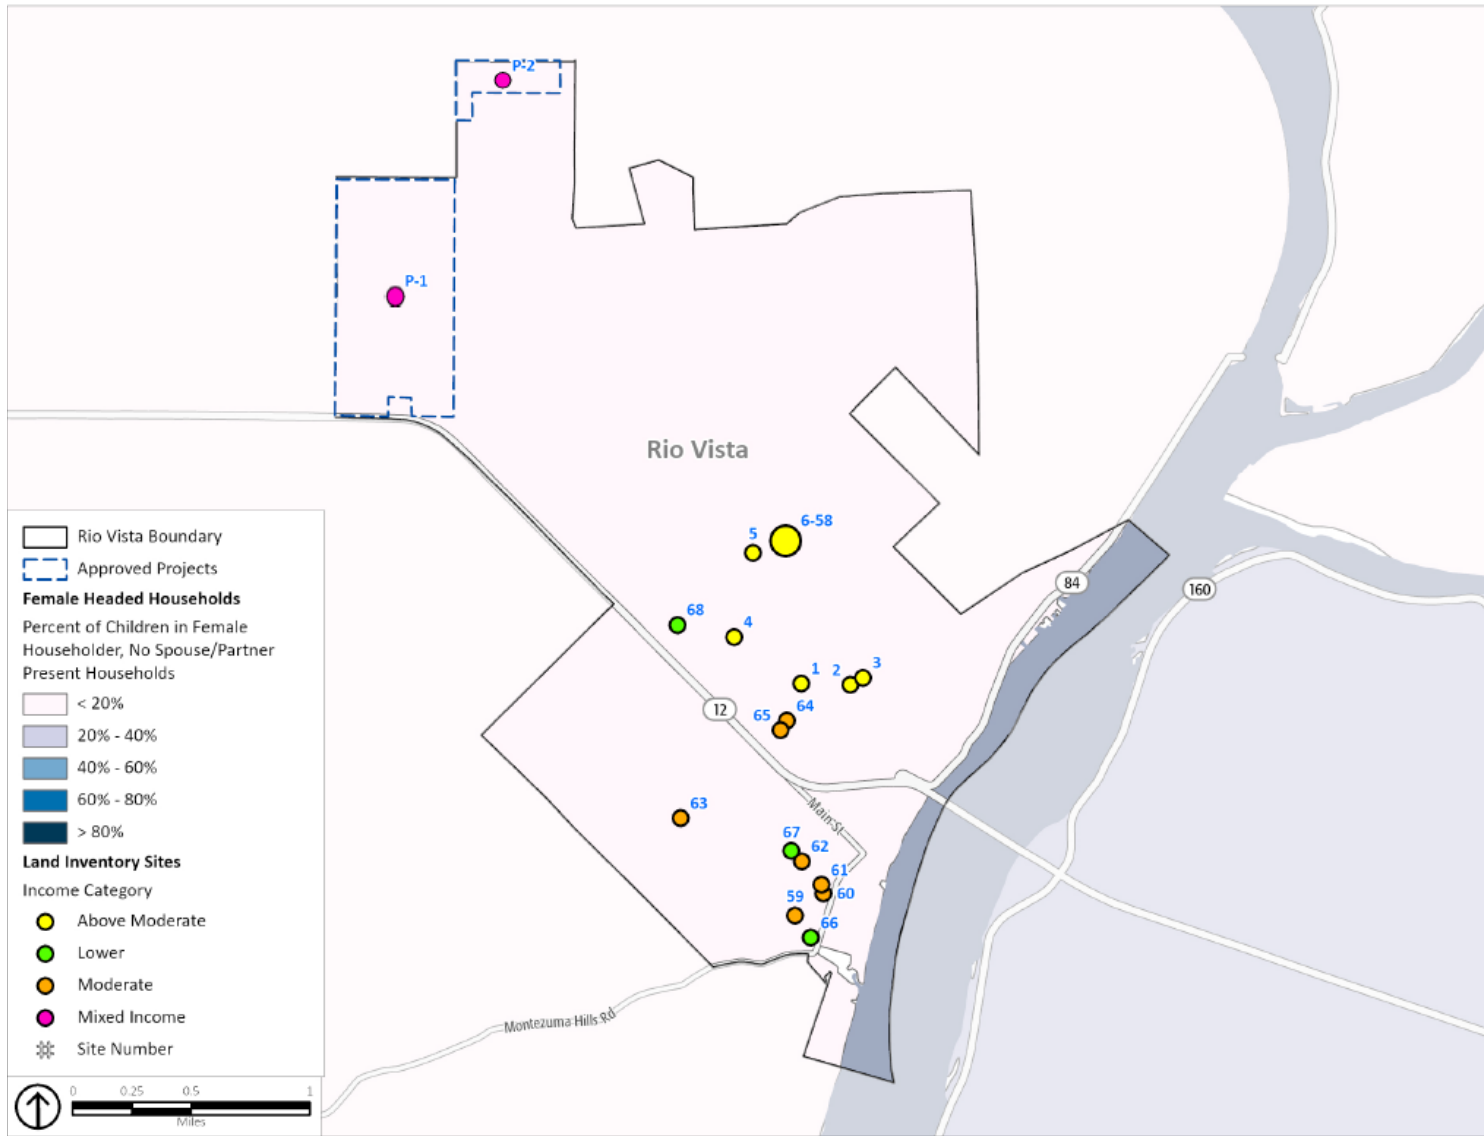 P-2
P-1
Rio Vista
6-58
5
84
160
68
4
1
2
3
64
65
12
63
Main St
67
62
61
60
59
66
Montezuma Hills Rd
Rio Vista Boundary
Approved Projects
Female Headed Households
Percent of Children in Female
Householder, No Spouse/Partner
Present Households
< 20%
20% - 40%
40% - 60%
60% - 80%
> 80%
Land Inventory Sites
Income Category
Above Moderate
Lower
Moderate
Mixed Income
Site Number
0 0.25 0.5 1
Miles